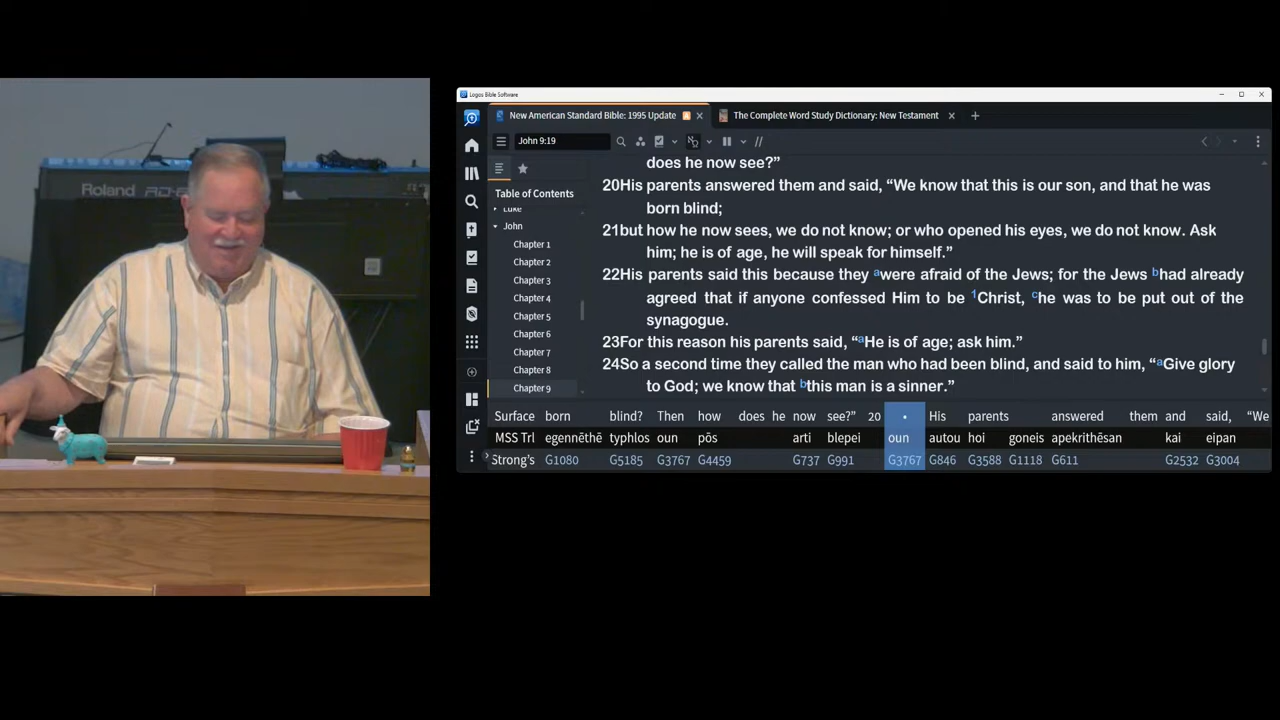 Roland RD-
Logos Bible Software
New American Standard Bible: 1995 Update
The Complete Word Study Dictionary: New Testament
John 9:19
Table of Contents
Luke
John
Chapter 1
Chapter 2
Chapter 3
Chapter 4
Chapter 5
Chapter 6
Chapter 7
Chapter 8
Chapter 9
does he now see?”
20His parents answered them and said, “We know that this is our son, and that he was
born blind;
21but how he now sees, we do not know; or who opened his eyes, we do not know. Ask
him; he is of age, he will speak for himself.”
22His parents said this because they awere afraid of the Jews; for the Jews bhad already
agreed that if anyone confessed Him to be 1Christ, che was to be put out of the
synagogue.
23For this reason his parents said, “aHe is of age; ask him.”
24So a second time they called the man who had been blind, and said to him, “aGive glory
to God; we know that bthis man is a sinner.”
Surface born blind? Then how does he now see?” 20 • His parents answered them and said, “We
MSS Trl egennēthē typhlos oun pōs arti blepei oun autou hoi goneis apekrithēsan kai eipan
Strong’s G1080 G5185 G3767 G4459 G737 G991 G3767 G846 G3588 G1118 G611 G2532 G3004